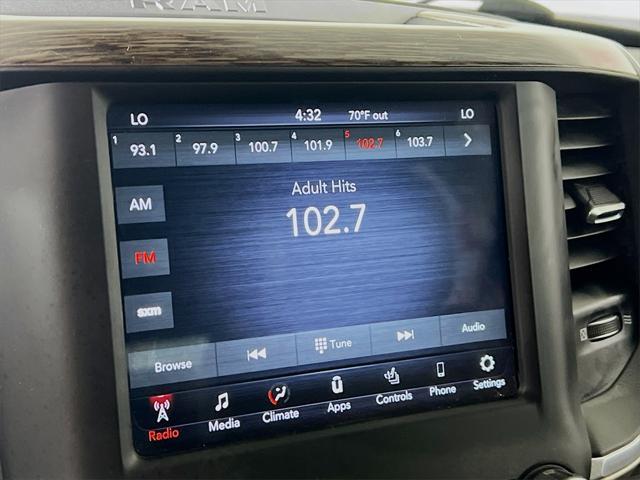 RAM
LO 4:32 70°F out LO
1 93.1 2 97.9 3 100.7 4 101.9 5 102.7 6 103.7
Adult Hits
102.7
AM
FM
sxm
Browse Tune Audio
Radio Media Climate Apps Controls Phone Settings